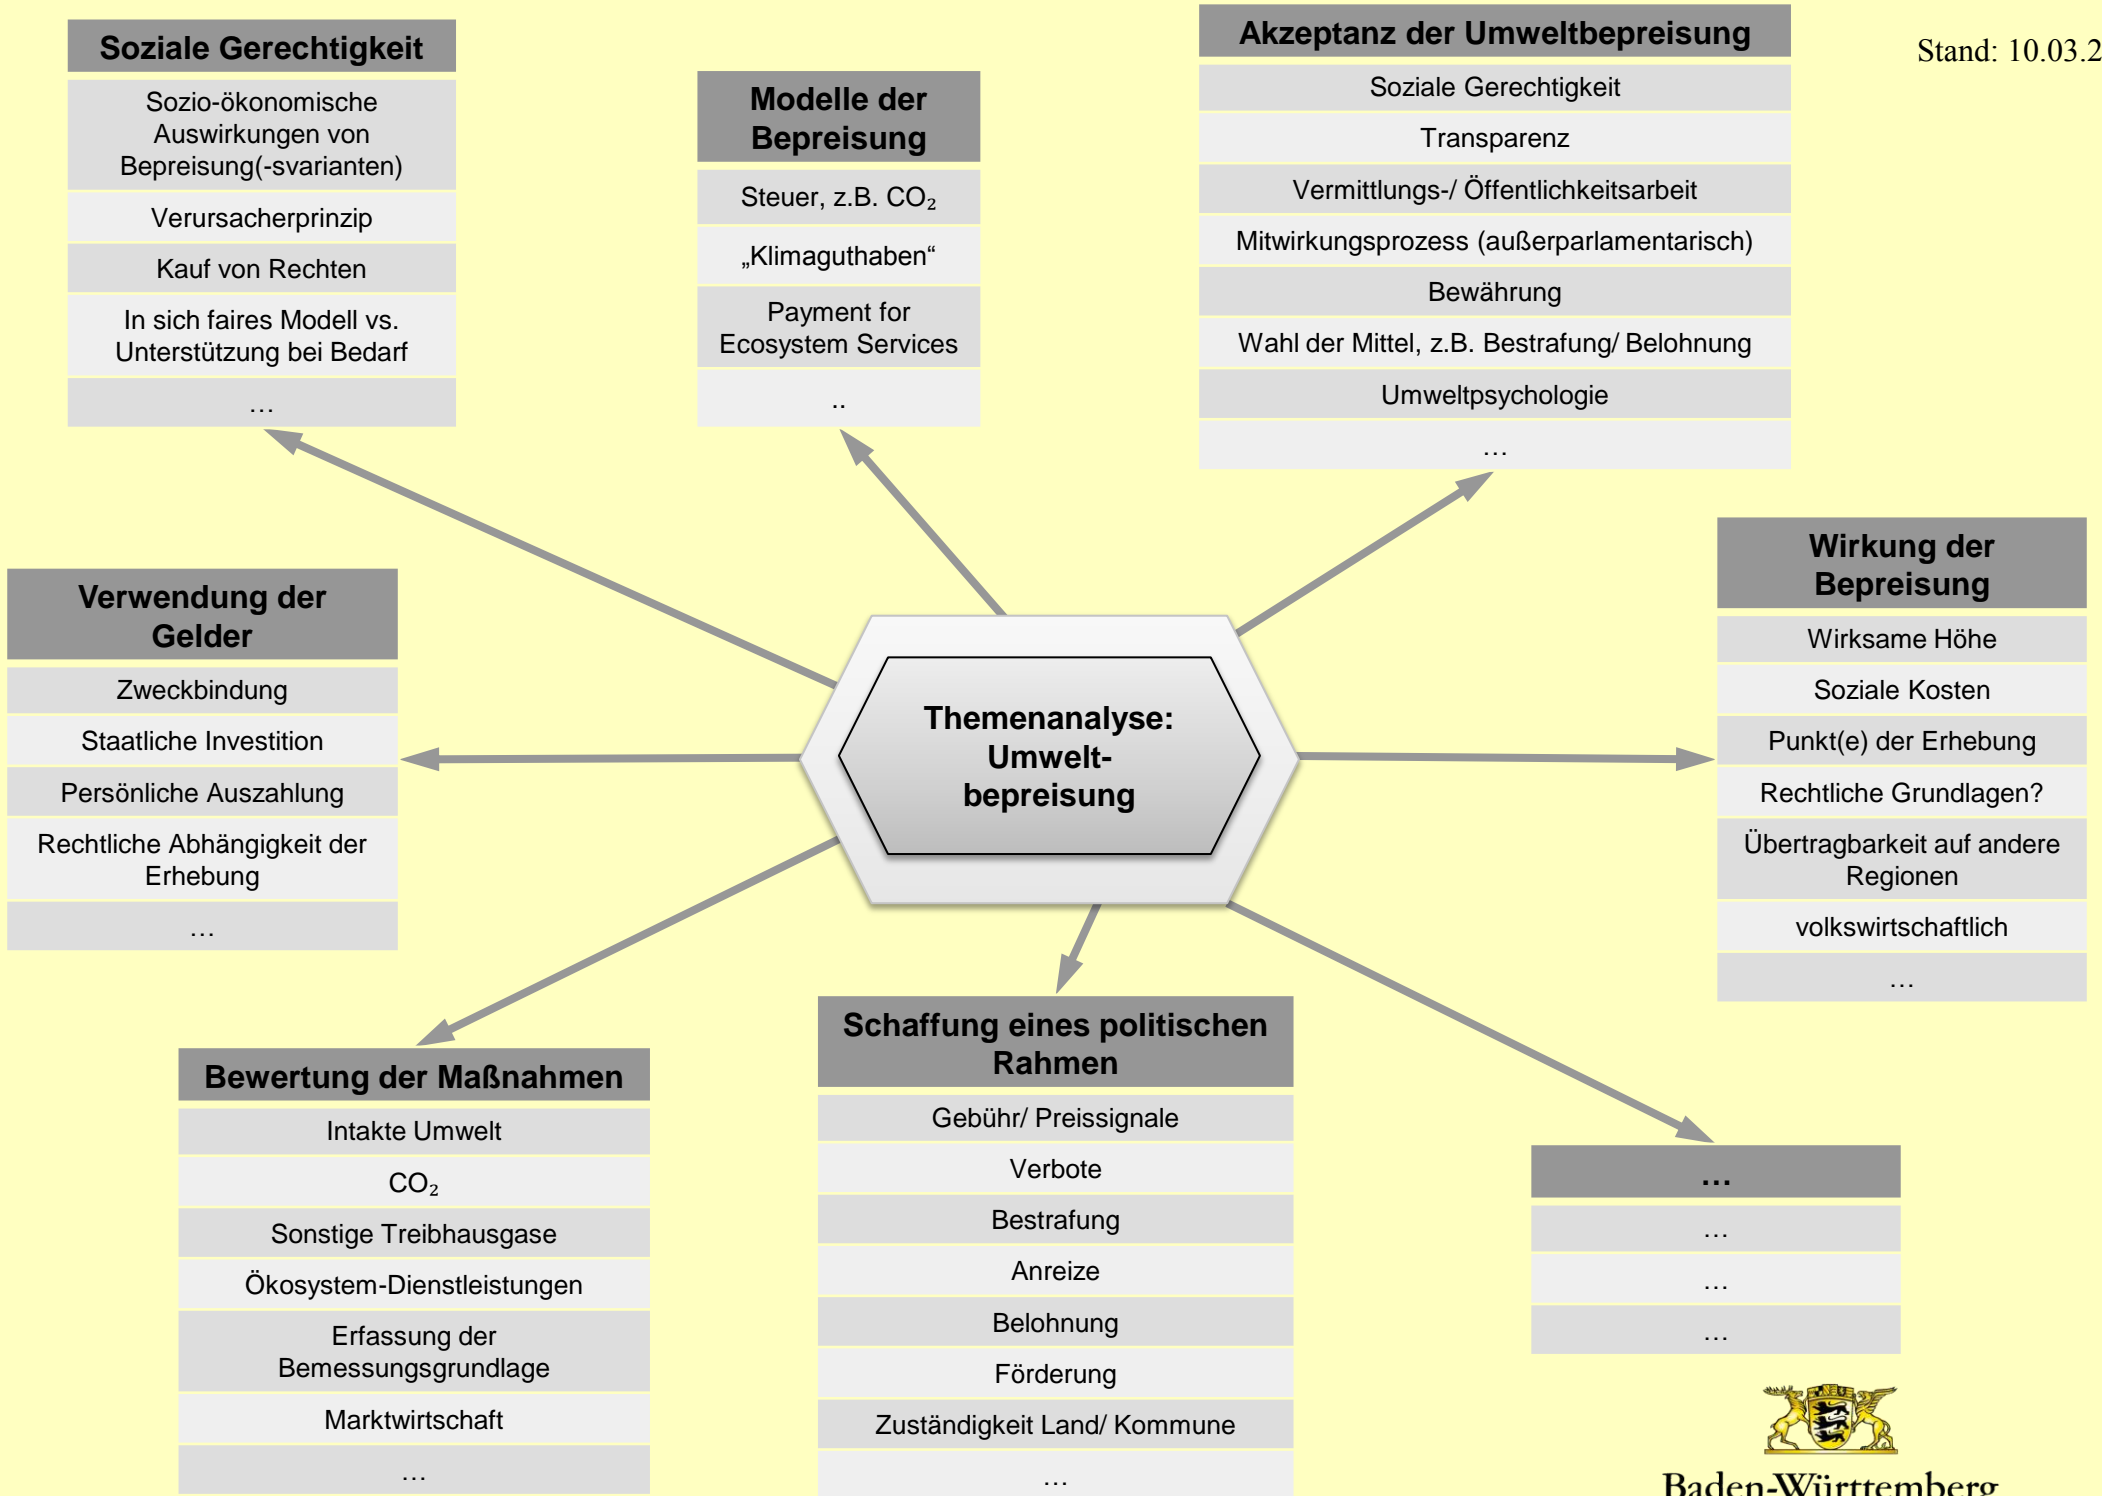 Soziale Gerechtigkeit
Sozio-ökonomische
Auswirkungen von
Bepreisung(-svarianten)
Verursacherprinzip
Kauf von Rechten
In sich faires Modell vs.
Unterstützung bei Bedarf
…
Modelle der
Bepreisung
Steuer, z.B. CO₂
„Klimaguthaben“
Payment for
Ecosystem Services
..
Akzeptanz der Umweltbepreisung
Soziale Gerechtigkeit
Transparenz
Vermittlungs-/ Öffentlichkeitsarbeit
Mitwirkungsprozess (außerparlamentarisch)
Bewährung
Wahl der Mittel, z.B. Bestrafung/ Belohnung
Umweltpsychologie
…
Stand: 10.03.2
Verwendung der
Gelder
Zweckbindung
Staatliche Investition
Persönliche Auszahlung
Rechtliche Abhängigkeit der
Erhebung
…
Themenanalyse:
Umwelt-
bepreisung
Wirkung der
Bepreisung
Wirksame Höhe
Soziale Kosten
Punkt(e) der Erhebung
Rechtliche Grundlagen?
Übertragbarkeit auf andere
Regionen
volkswirtschaftlich
…
Bewertung der Maßnahmen
Intakte Umwelt
CO₂
Sonstige Treibhausgase
Ökosystem-Dienstleistungen
Erfassung der
Bemessungsgrundlage
Marktwirtschaft
…
Schaffung eines politischen
Rahmen
Gebühr/ Preissignale
Verbote
Bestrafung
Anreize
Belohnung
Förderung
Zuständigkeit Land/ Kommune
…
…
…
…
…
Baden-Württemberg